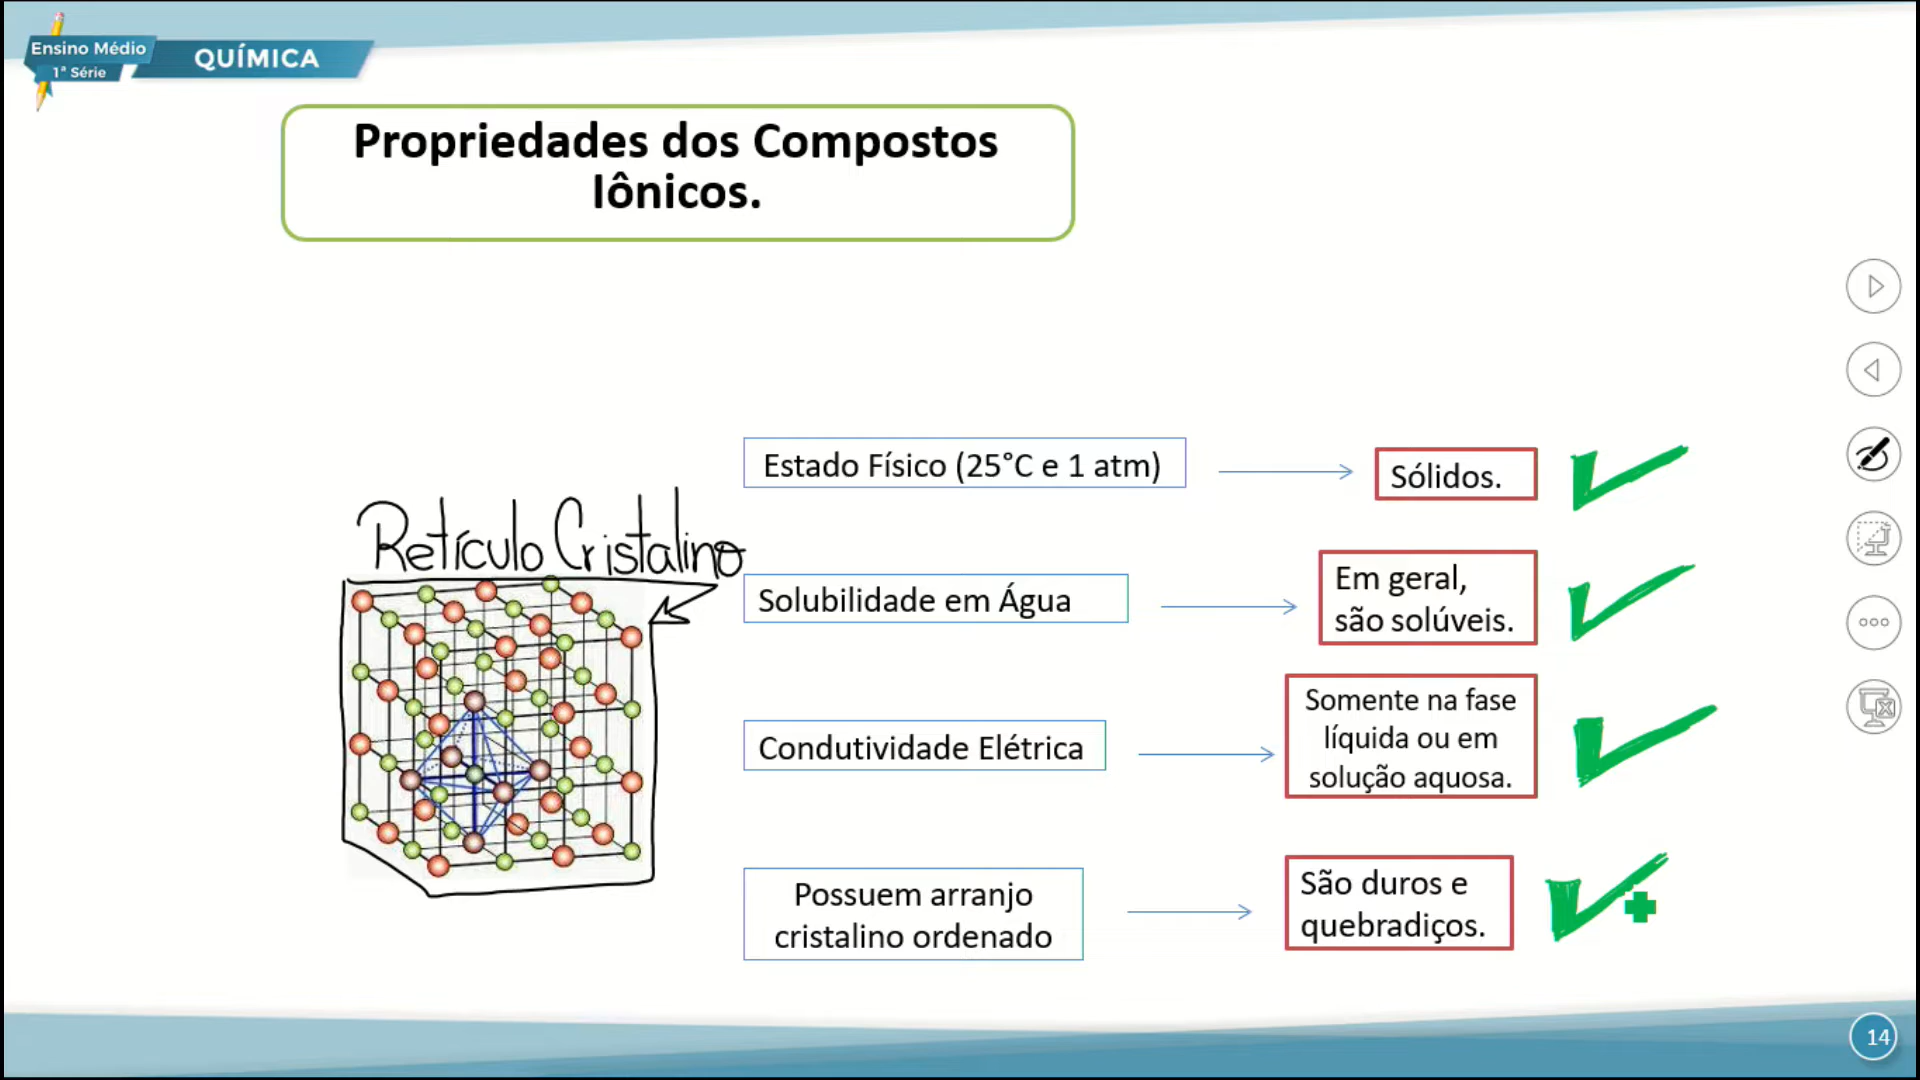 Ensino Médio
1ª Série
QUÍMICA
Propriedades dos Compostos
Iônicos.
Estado Físico (25°C e 1 atm)
Sólidos.
Retículo Cristalino
Solubilidade em Água
Em geral,
são solúveis.
Condutividade Elétrica
Somente na fase
líquida ou em
solução aquosa.
Possuem arranjo
cristalino ordenado
São duros e
quebradiços.
14